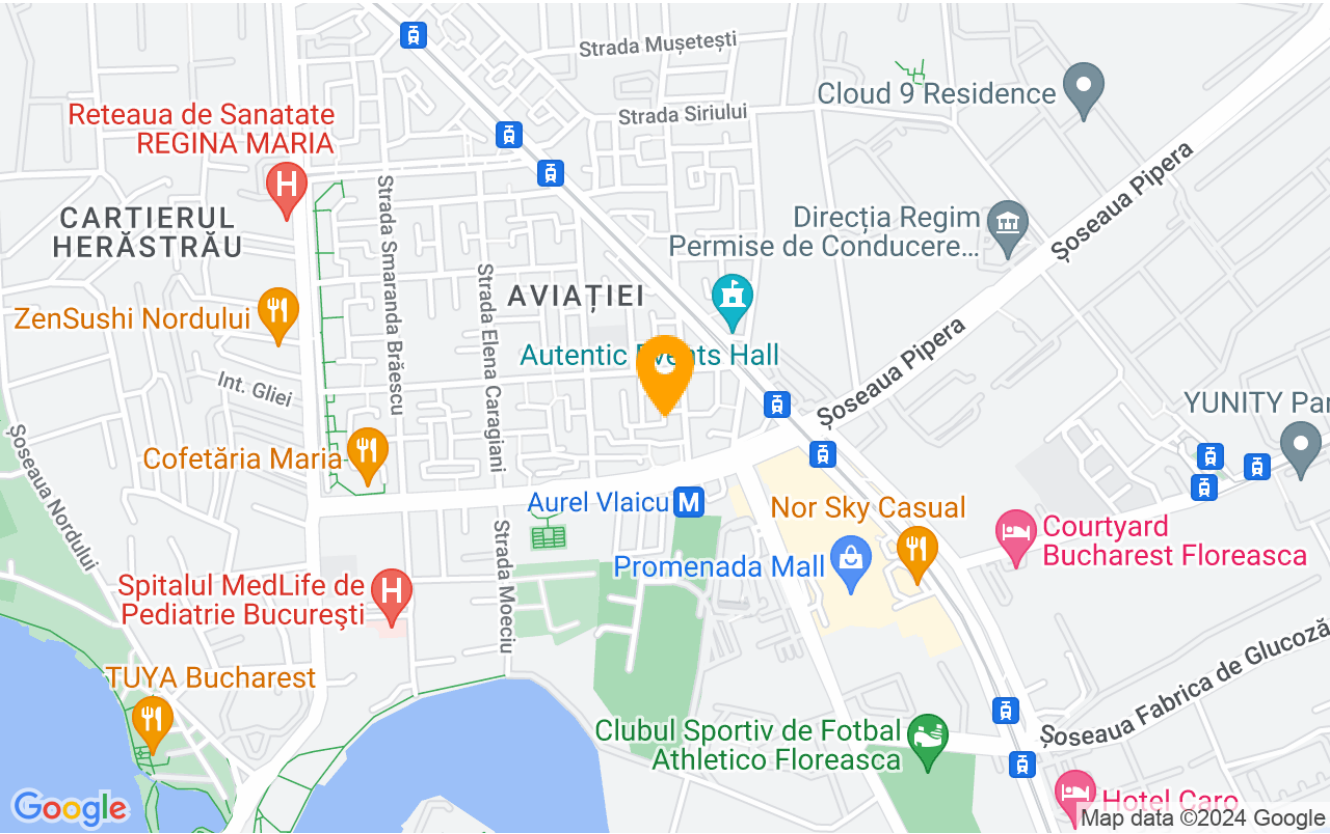 Strada Mușetești
Cloud 9 Residence
Strada Siriului
Reteaua de Sanatate
REGINA MARIA
H
Șoseaua Pipera
CARTIERUL
HERĂSTRĂU
Strada Smaranda Brăescu
Direcția Regim
Permise de Conducere...
Strada Elena Caragiani
AVIAȚIEI
ZenSushi Nordului
Autentic Events Hall
Șoseaua Pipera
Int. Gliei
YUNITY Par
Șoseaua Nordului
Cofetăria Maria
Aurel Vlaicu M
Nor Sky Casual
Courtyard
Bucharest Floreasca
Strada Moeciu
Promenada Mall
Spitalul MedLife de
Pediatrie Bucureşti
H
Șoseaua Fabrica de Glucoză
TUYA Bucharest
Clubul Sportiv de Fotbal
Athletico Floreasca
Hotel Caro
Google
Map data ©2024 Google